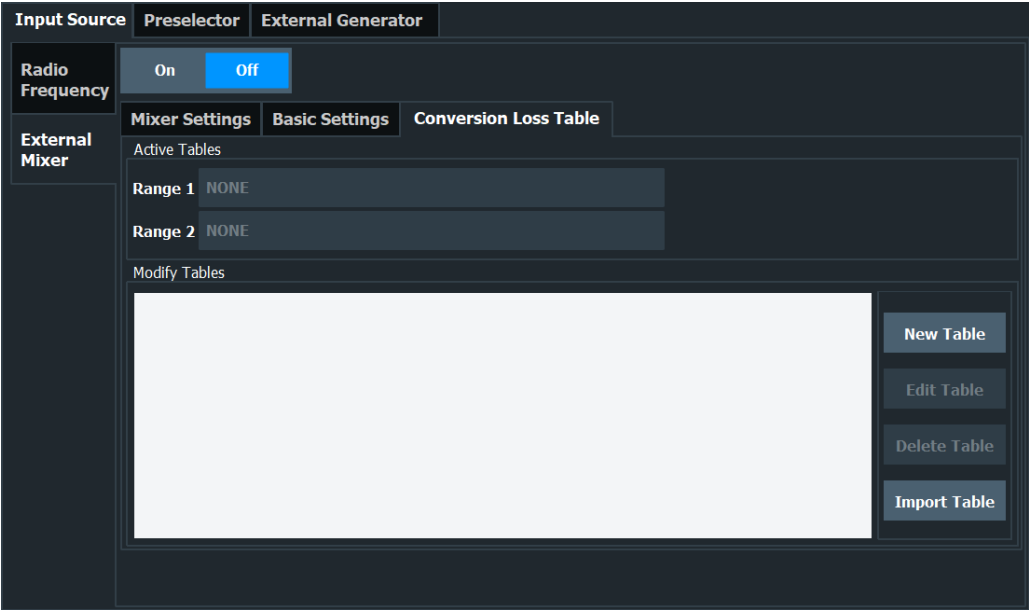 Input Source Preselector External Generator
Radio
Frequency
On Off
Mixer Settings Basic Settings Conversion Loss Table
External
Mixer
Active Tables
Range 1 NONE
Range 2 NONE
Modify Tables
New Table
Edit Table
Delete Table
Import Table